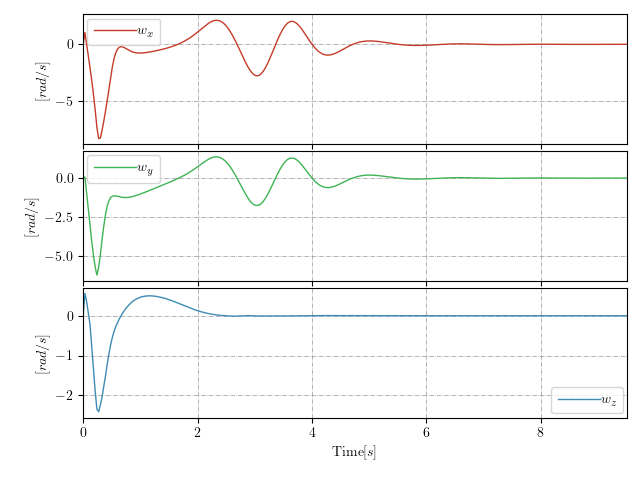 w_x
0
−5
[rad/s]
w_y
0.0
−2.5
−5.0
[rad/s]
0
−1
−2
[rad/s]
w_z
0 2 4 6 8
Time[s]